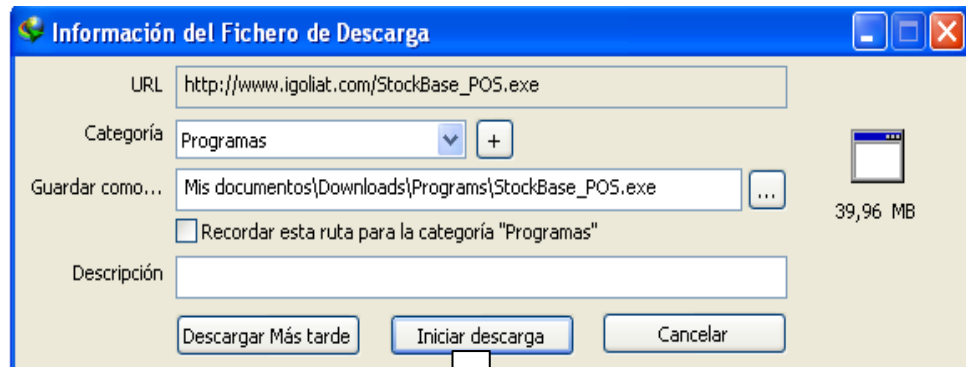 Información del Fichero de Descarga
URL http://www.igoliat.com/StockBase_POS.exe
Categoría Programas +
Guardar como... Mis documentos\Downloads\Programs\StockBase_POS.exe ...
39,96 MB
Recordar esta ruta para la categoría "Programas"
Descripción
Descargar Más tarde Iniciar descarga Cancelar